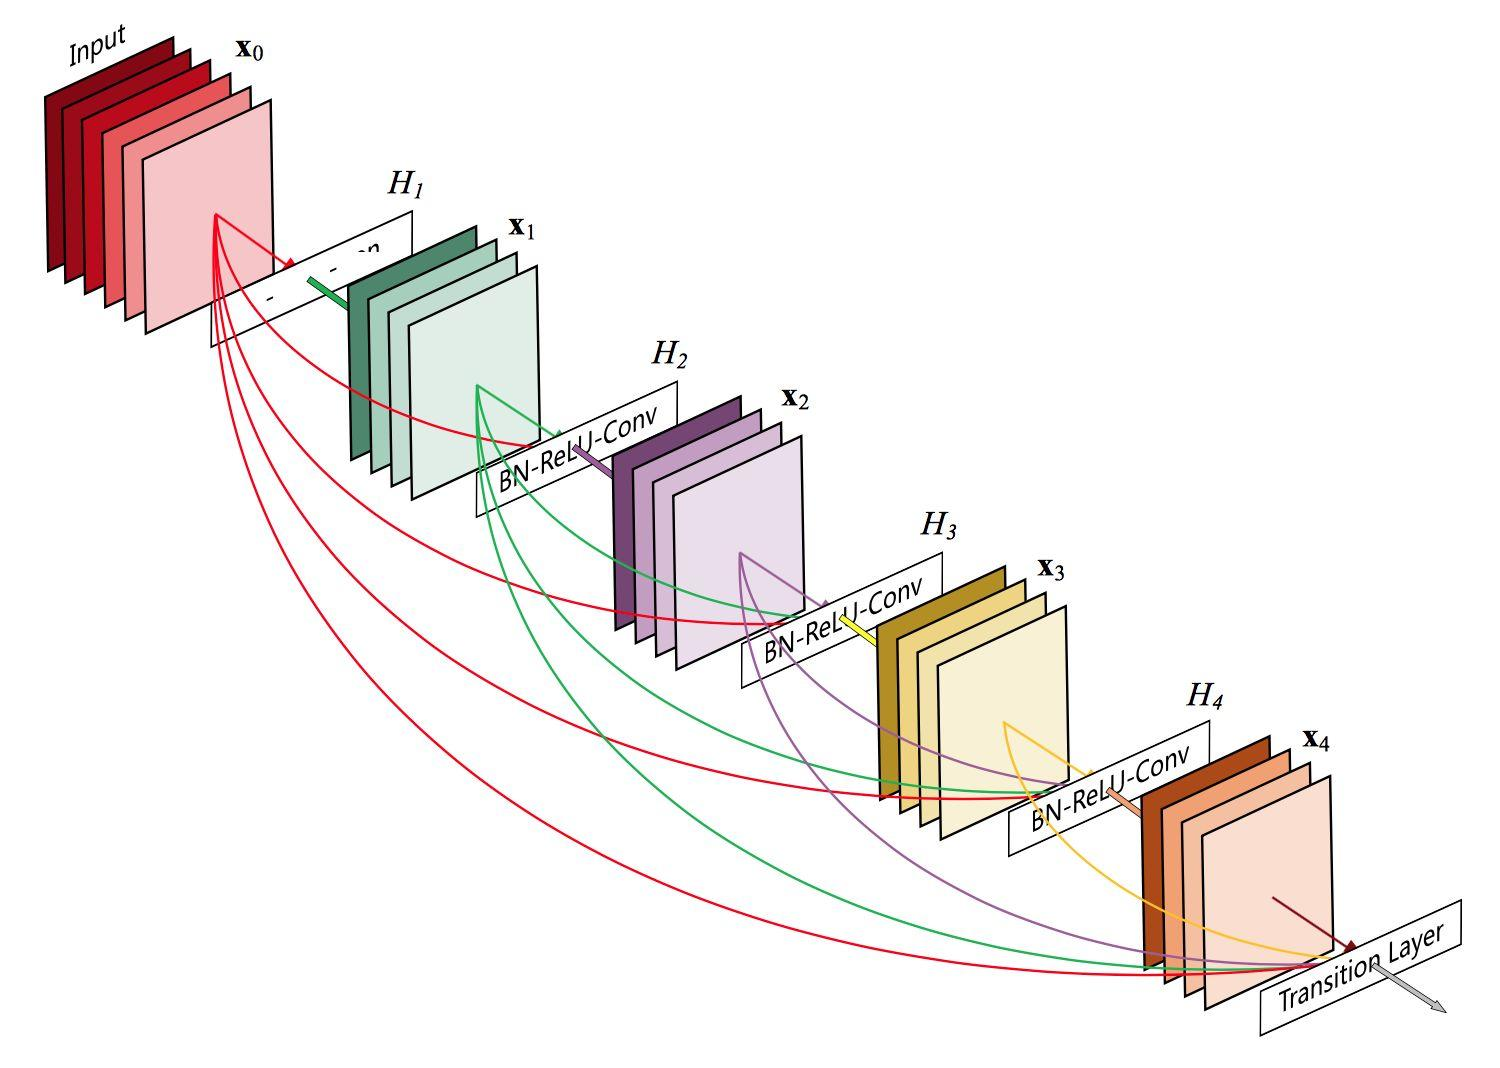 Input
x0
H1
x1
H2
BN-ReLU-Conv
x2
H3
BN-ReLU-Conv
x3
H4
BN-ReLU-Conv
x4
Transition Layer